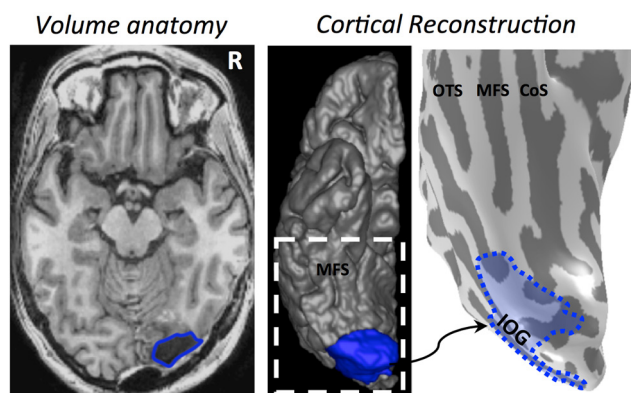 Volume anatomy
Cortical Reconstruction
R
OTS MFS CoS
MFS
IOG